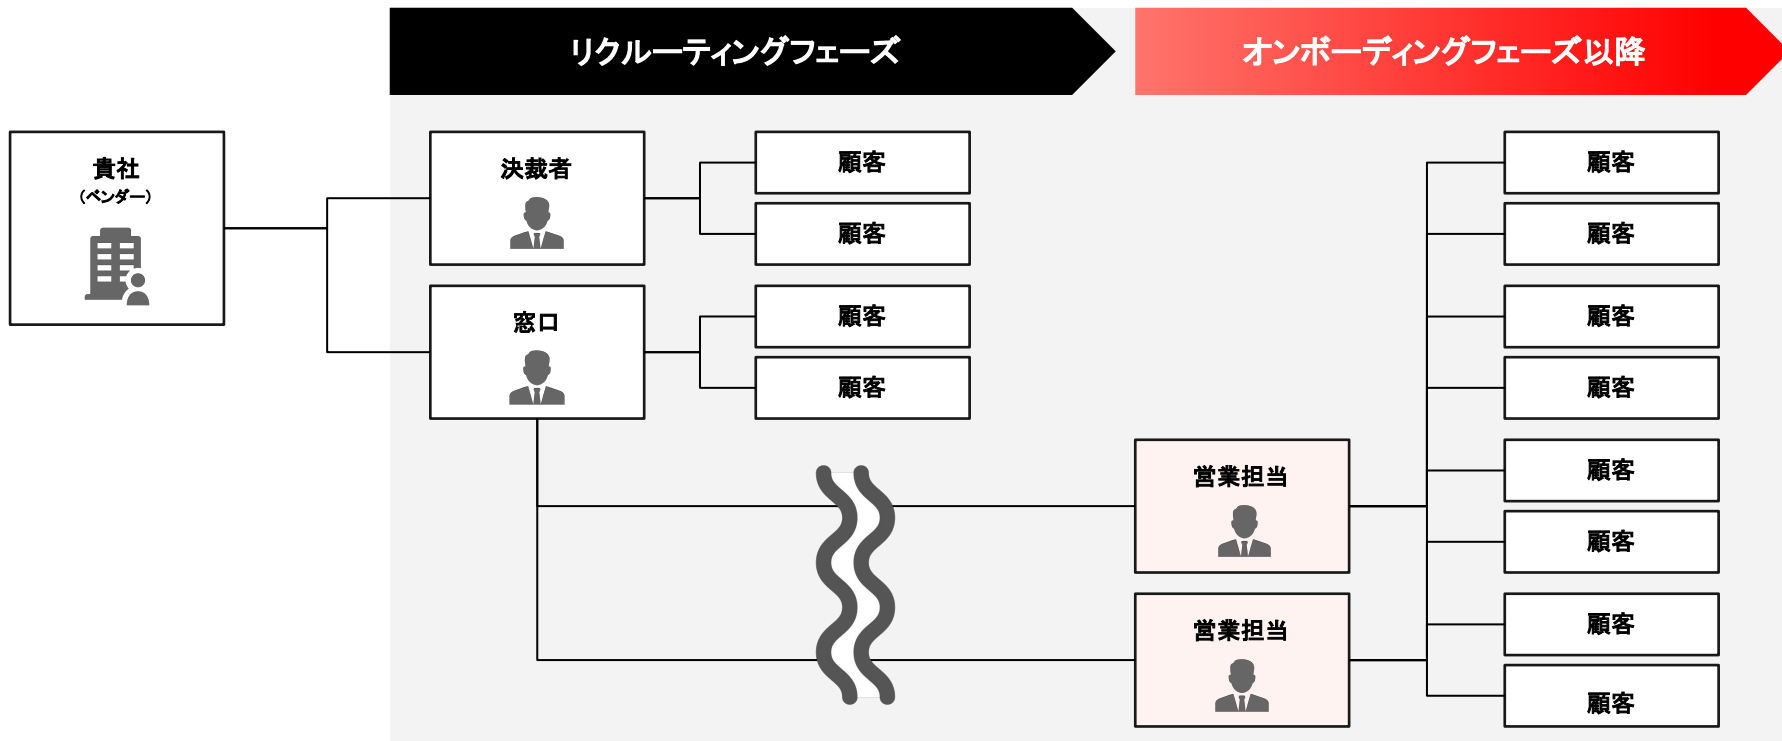 リクルーティングフェーズ
オンボーディングフェーズ以降
貴社
（ベンダー）
決裁者
顧客
顧客
窓口
顧客
顧客
営業担当
営業担当
顧客
顧客
顧客
顧客
顧客
顧客
顧客
顧客